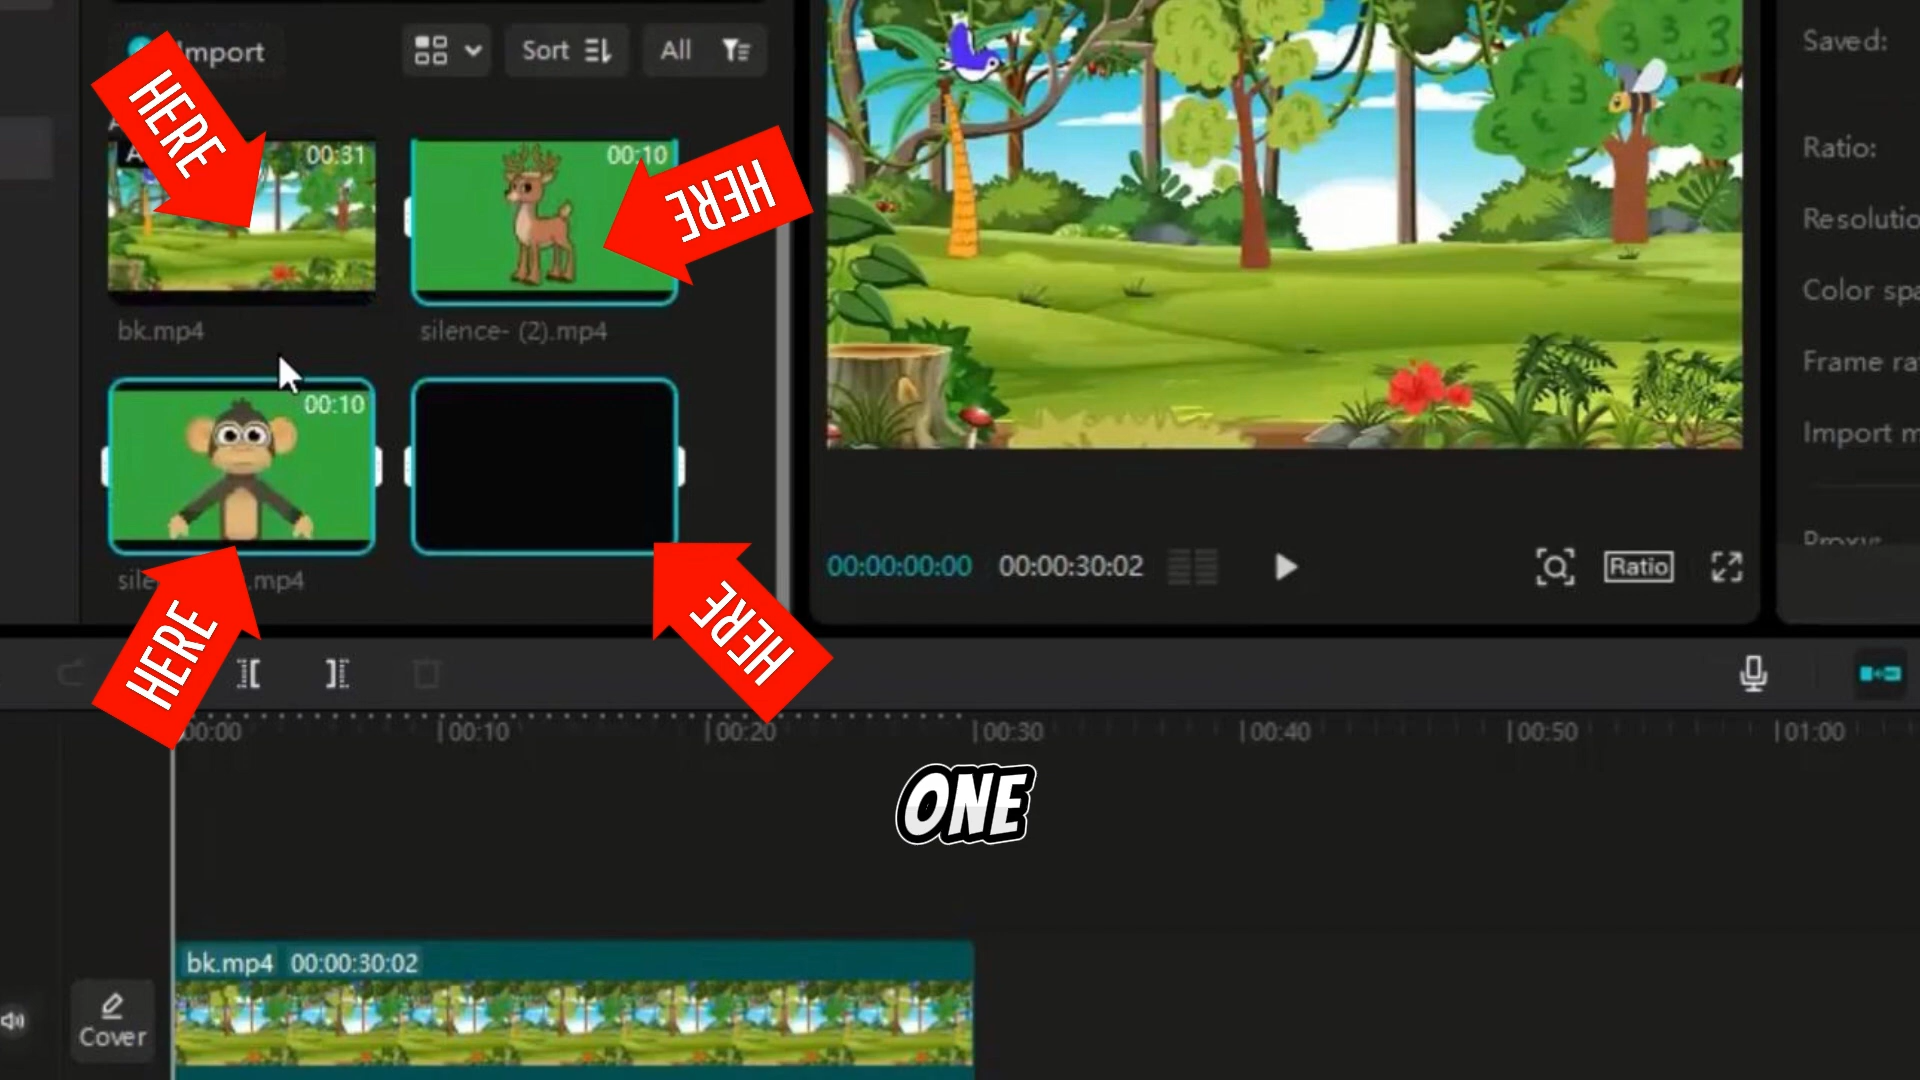 Import
Sort
All
HERE
HERE
00:31
00:10
bk.mp4
silence- (2).mp4
00:10
HERE
HERE
00:00:00:00 00:00:30:02
Ratio
Saved:
Ratio:
Resolutio
Color spa
Frame ra
Import m
Proxy:
00:00 00:10 00:20 00:30 00:40 00:50 01:00
ONE
bk.mp4 00:00:30:02
Cover